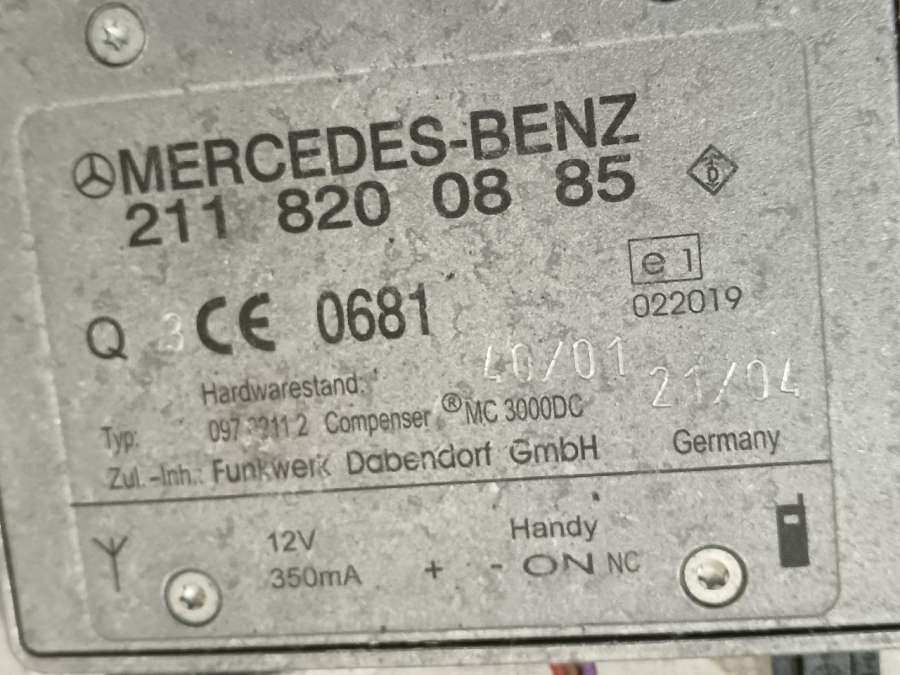 MERCEDES-BENZ
211 820 08 85
D
e 1
022019
Q 3 CE 0681
Hardwarestand: 40/01 21/04
Typ: Compenser ® MC 3000DC
Zul.-Inh.: Funkwerk Dabendorf GmbH Germany
12V Handy
350mA + - ON NC